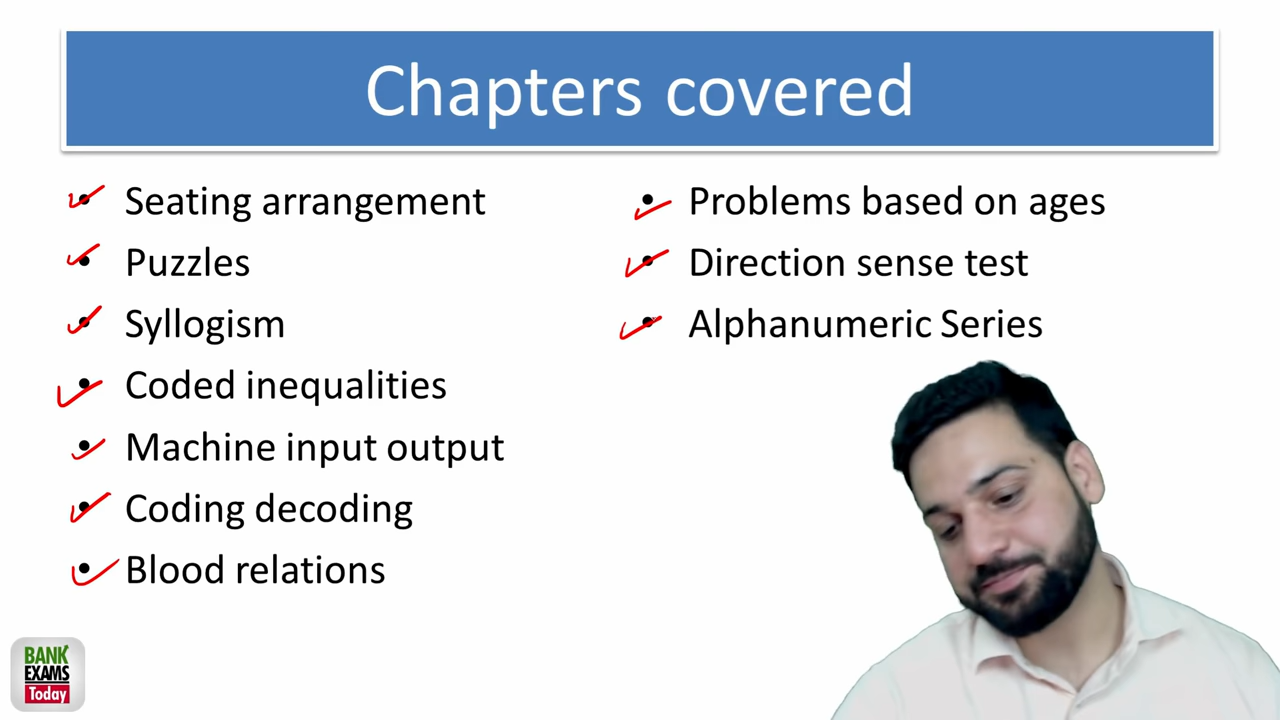 Chapters covered
• Seating arrangement
• Puzzles
• Syllogism
• Coded inequalities
• Machine input output
• Coding decoding
• Blood relations
• Problems based on ages
• Direction sense test
• Alphanumeric Series
BANK
EXAMS
Today